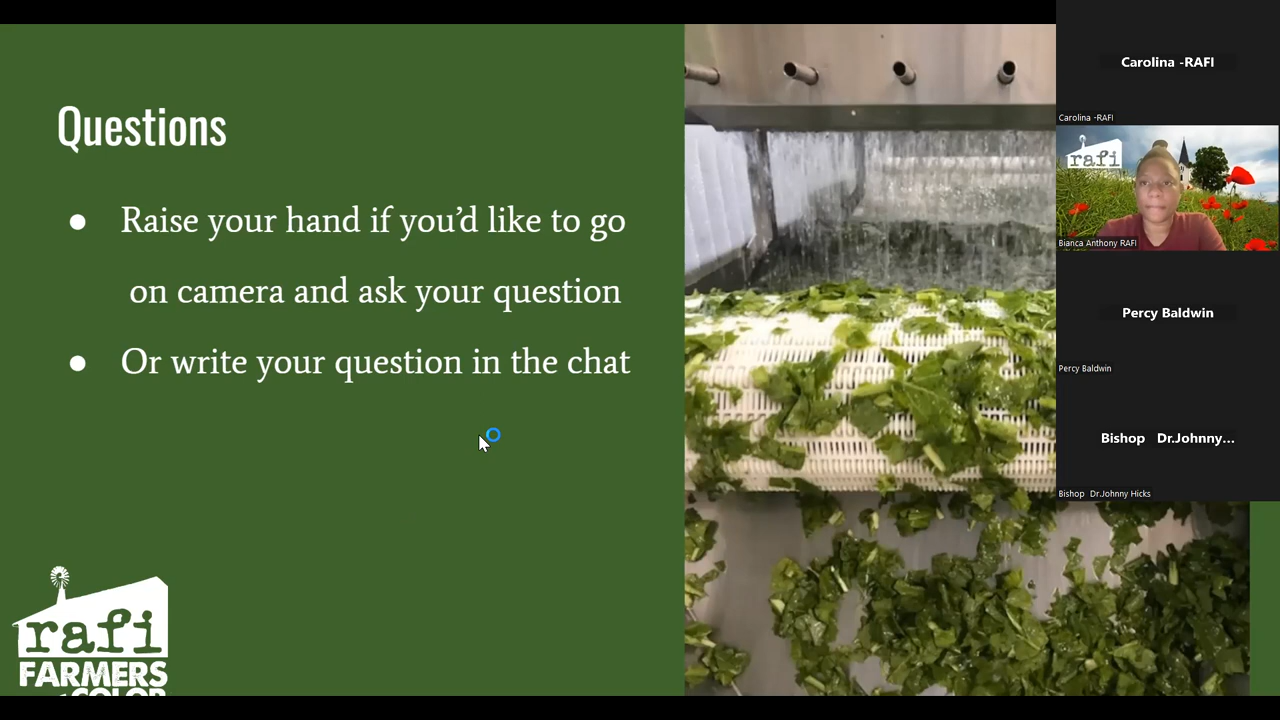 Questions
● Raise your hand if you’d like to go
on camera and ask your question
● Or write your question in the chat
rafi
FARMERS
of COLOR
Carolina -RAFI
Carolina -RAFI
rafi
Bianca Anthony RAFI
Percy Baldwin
Percy Baldwin
Bishop Dr.Johnny...
Bishop Dr.Johnny Hicks